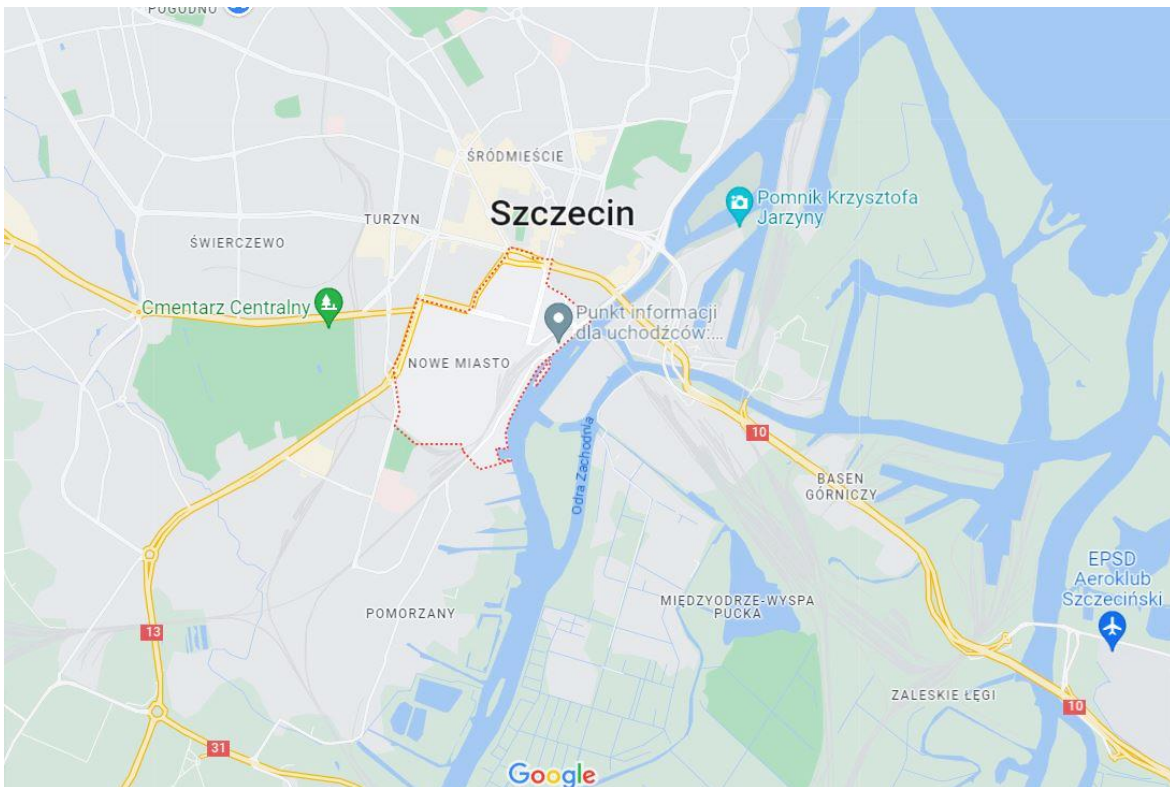 POGODNO
ŚRÓDMIEŚCIE
Szczecin
Pomnik Krzysztofa
Jarzyny
TURZYN
ŚWIERCZEWO
Cmentarz Centralny
Punkt informacji
dla uchodźców:...
NOWE MIASTO
10
Odra Zachodnia
BASEN
GÓRNICZY
EPSD
Aeroklub
Szczeciński
MIĘDZYODRZE-WYSPA
PUCKA
POMORZANY
13
ZALESKIE ŁĘGI
10
31
Google